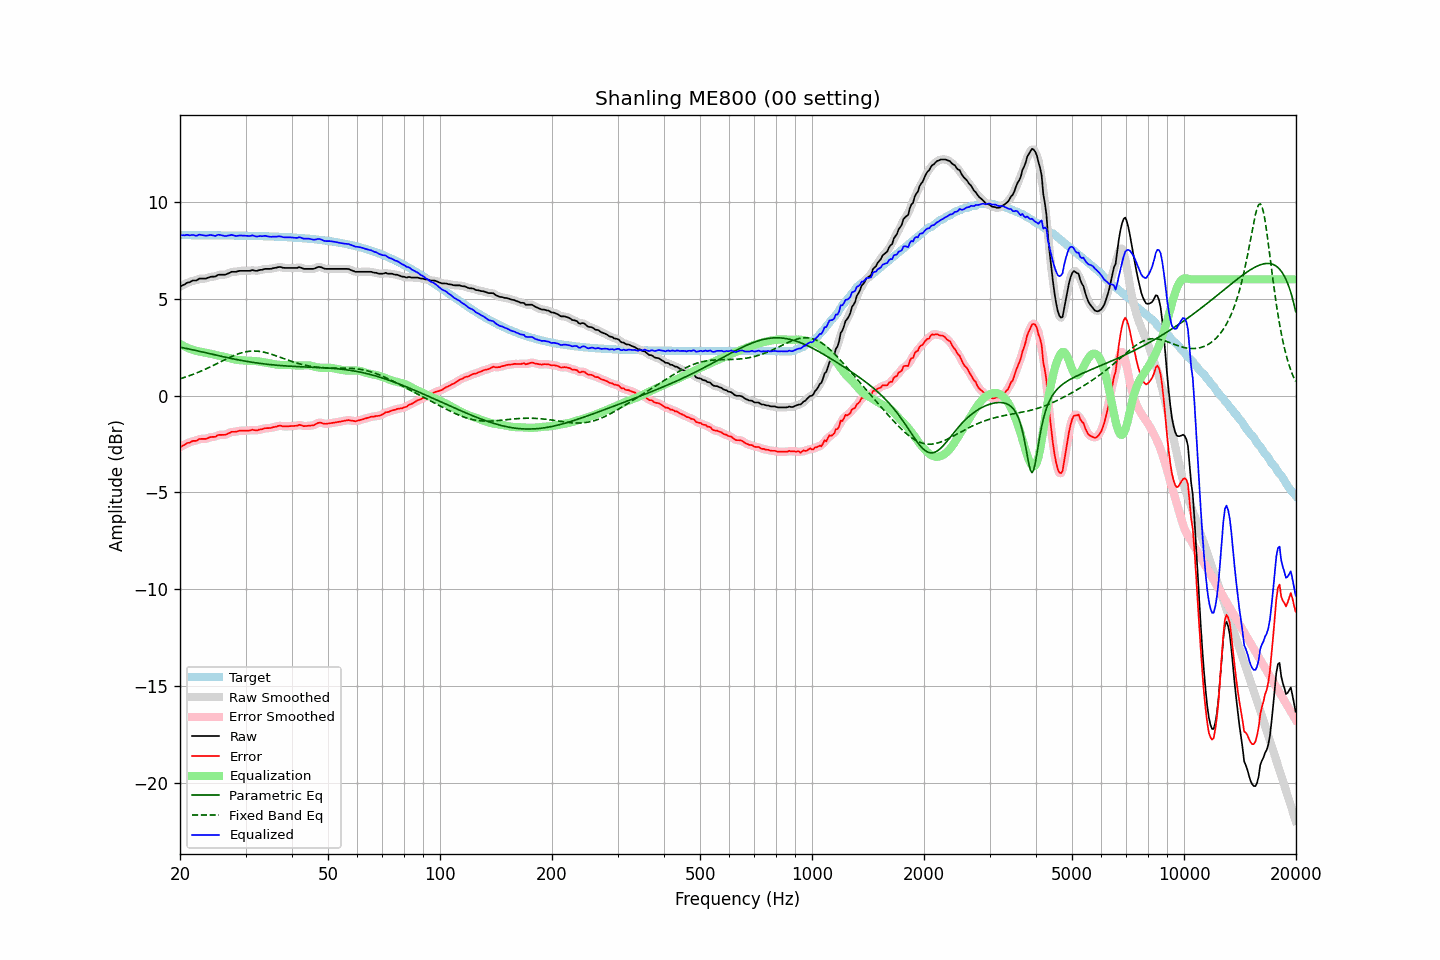 Shanling ME800 (00 setting)
Amplitude (dBr)
10
5
0
−5
−10
−15
−20
Target
Raw Smoothed
Error Smoothed
Raw
Error
Equalization
Parametric Eq
Fixed Band Eq
Equalized
20 50 100 200 500 1000 2000 5000 10000 20000
Frequency (Hz)